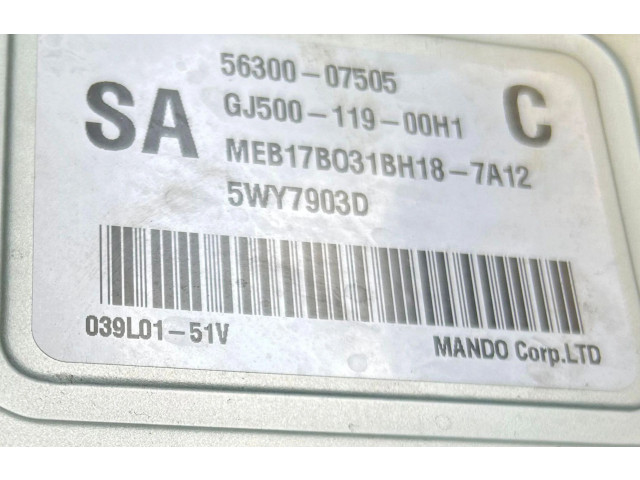 56300-07505
SA GJ500-119-00H1 C
MEB17B031BH18-7A12
5WY7903D
039L01-51V
MANDO Corp.LTD